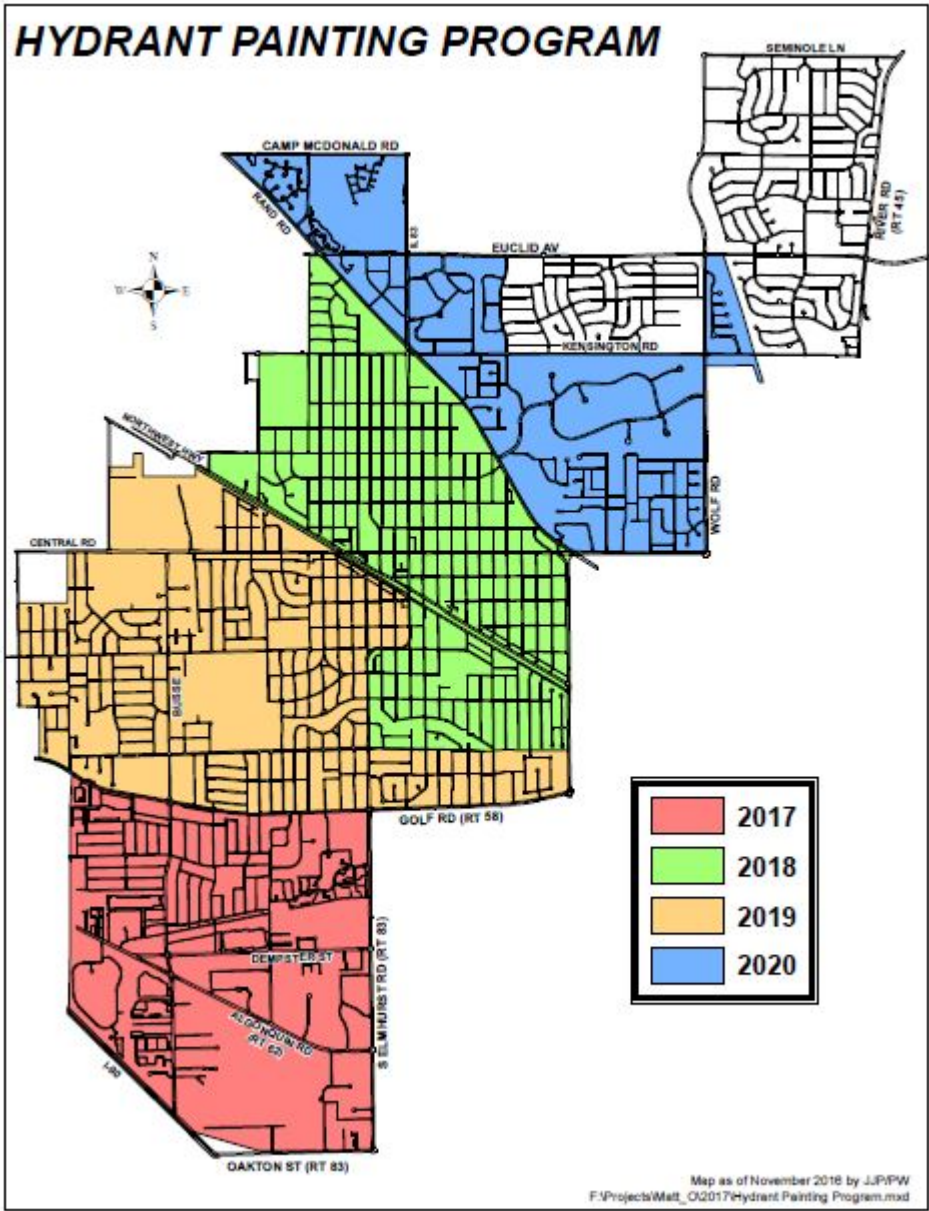 HYDRANT PAINTING PROGRAM
SEMINOLE LN
CAMP MCDONALD RD
RAND RD
IL 83
RIVER RD
(RT 45)
EUCLID AV
N
W E
S
KENSINGTON RD
NORTHWEST HWY
WOLF RD
CENTRAL RD
BUSSE
GOLF RD (RT 58)
2017
2018
2019
2020
S ELMHURST RD (RT 83)
DEMPSTER ST
ALGONQUIN RD
(RT 62)
I-90
OAKTON ST (RT 83)
Map as of November 2016 by JJP/PW
F:\Projects\Matt_O\2017\Hydrant Painting Program.mxd